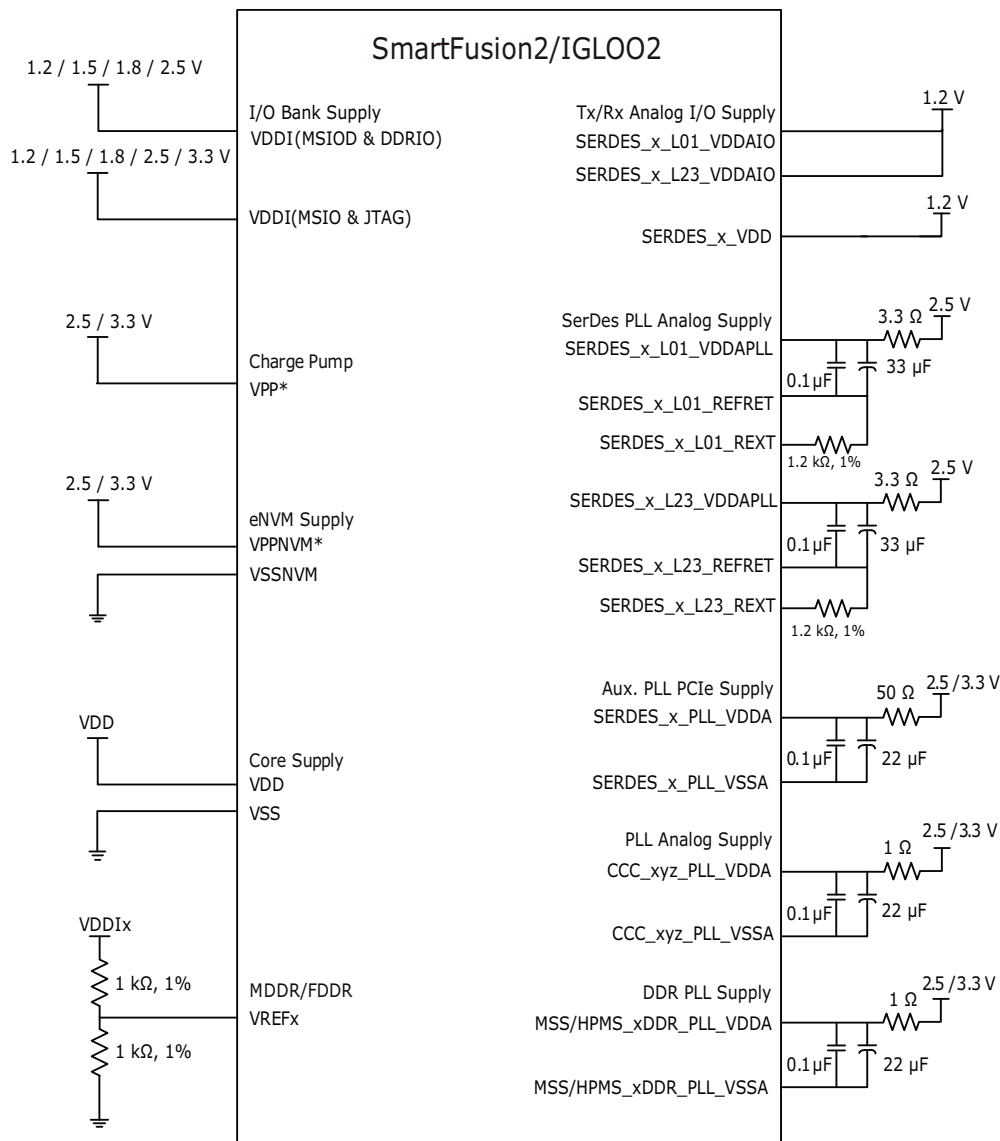 SmartFusion2/IGLOO2
1.2 / 1.5 / 1.8 / 2.5 V
I/O Bank Supply
VDDI(MSIOD & DDRIO)
1.2 / 1.5 / 1.8 / 2.5 / 3.3 V
VDDI(MSIO & JTAG)
2.5 / 3.3 V
Charge Pump
VPP*
2.5 / 3.3 V
eNVM Supply
VPPNVM*
VSSNVM
VDD
Core Supply
VDD
VSS
VDDIx
1 kΩ, 1%
MDDR/FDDR
VREFx
1 kΩ, 1%
1.2 V
Tx/Rx Analog I/O Supply
SERDES_x_L01_VDDAIO
SERDES_x_L23_VDDAIO
1.2 V
SERDES_x_VDD
2.5 V
3.3 Ω
SerDes PLL Analog Supply
SERDES_x_L01_VDDAPLL
0.1µF
33 µF
SERDES_x_L01_REFRET
SERDES_x_L01_REXT
1.2 kΩ, 1%
2.5 V
3.3 Ω
SERDES_x_L23_VDDAPLL
0.1µF
33 µF
SERDES_x_L23_REFRET
SERDES_x_L23_REXT
1.2 kΩ, 1%
2.5 /3.3 V
50 Ω
Aux. PLL PCIe Supply
SERDES_x_PLL_VDDA
0.1µF
22 µF
SERDES_x_PLL_VSSA
2.5 /3.3 V
1 Ω
PLL Analog Supply
CCC_xyz_PLL_VDDA
0.1µF
22 µF
CCC_xyz_PLL_VSSA
2.5 /3.3 V
1 Ω
DDR PLL Supply
MSS/HPMS_xDDR_PLL_VDDA
0.1µF
22 µF
MSS/HPMS_xDDR_PLL_VSSA